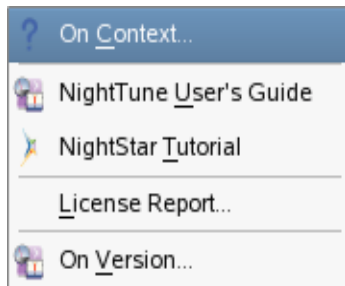 On Context...
NightTune User's Guide
NightStar Tutorial
License Report...
On Version...